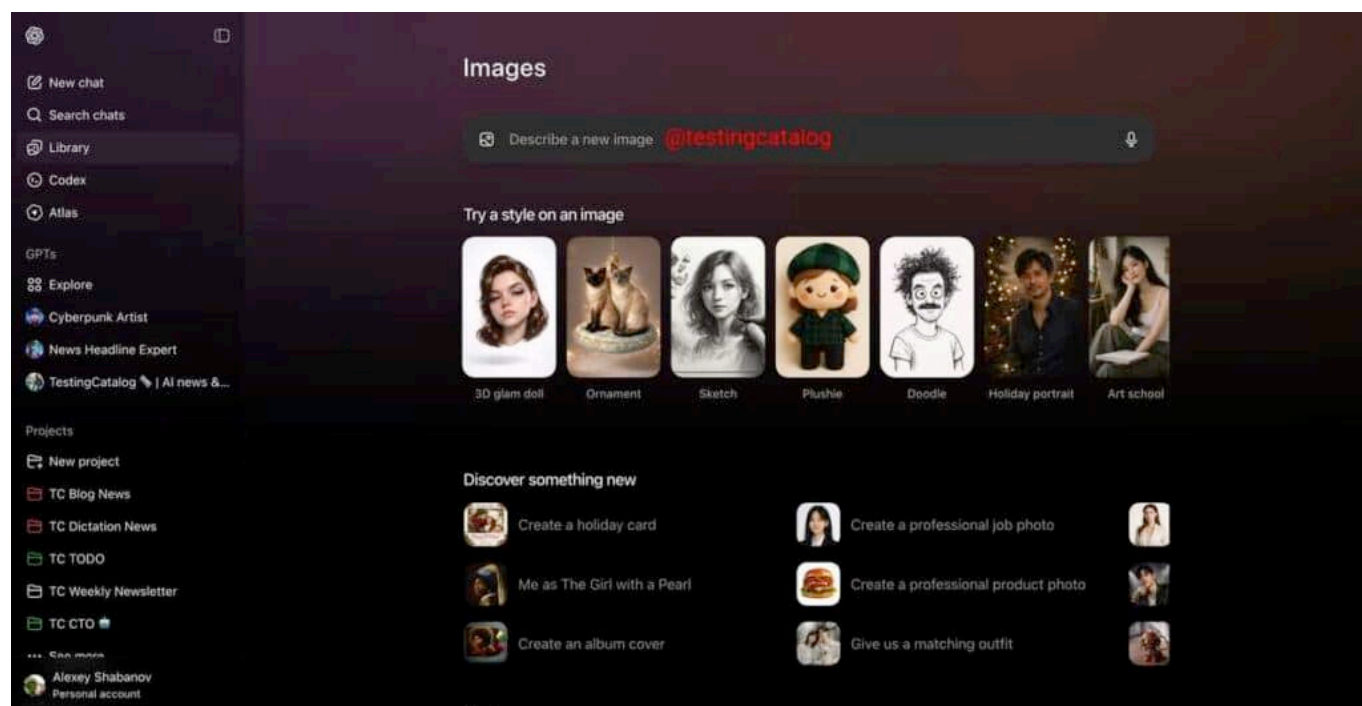 New chat
Search chats
Library
Codex
Atlas
GPTs
Explore
Cyberpunk Artist
News Headline Expert
TestingCatalog 🗞 | AI news &...
Projects
New project
TC Blog News
TC Dictation News
TC TODO
TC Weekly Newsletter
TC CTO 🤖
See more
Alexey Shabanov
Personal account
Images
Describe a new image @testingcatalog
Try a style on an image
3D glam doll Ornament Sketch Plushie Doodle Holiday portrait Art school
Discover something new
Create a holiday card Create a professional job photo
Me as The Girl with a Pearl Create a professional product photo
Create an album cover Give us a matching outfit